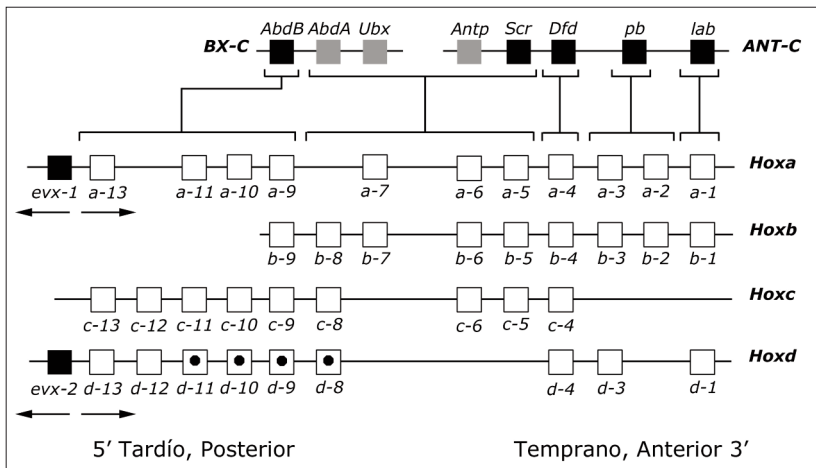 AbdB AbdA Ubx Antp Scr Dfd pb lab
BX-C ANT-C
Hoxa
evx-1 a-13 a-11 a-10 a-9 a-7 a-6 a-5 a-4 a-3 a-2 a-1
Hoxb
b-9 b-8 b-7 b-6 b-5 b-4 b-3 b-2 b-1
Hoxc
c-13 c-12 c-11 c-10 c-9 c-8 c-6 c-5 c-4
Hoxd
evx-2 d-13 d-12 d-11 d-10 d-9 d-8 d-4 d-3 d-1
5’ Tardío, Posterior Temprano, Anterior 3’